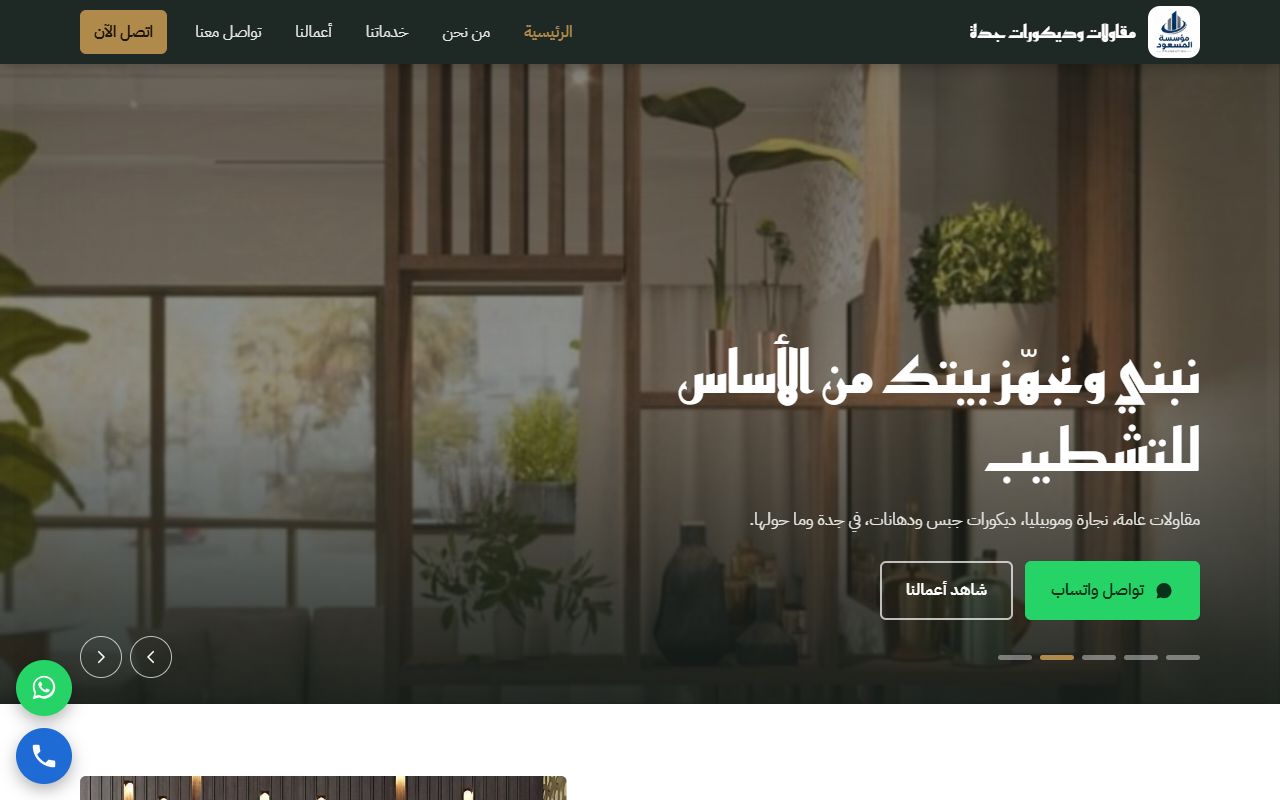 مؤسسة
المسعود
مقاولات وديكورات جدة
الرئيسية
من نحن
خدماتنا
أعمالنا
تواصل معنا
اتصل الآن
نبني ونجهّز بيتك من الأساس
للتشطيب
مقاولات عامة، نجارة وموبيليا، ديكورات جبس ودهانات، في جدة وما حولها.
تواصل واتساب
شاهد أعمالنا